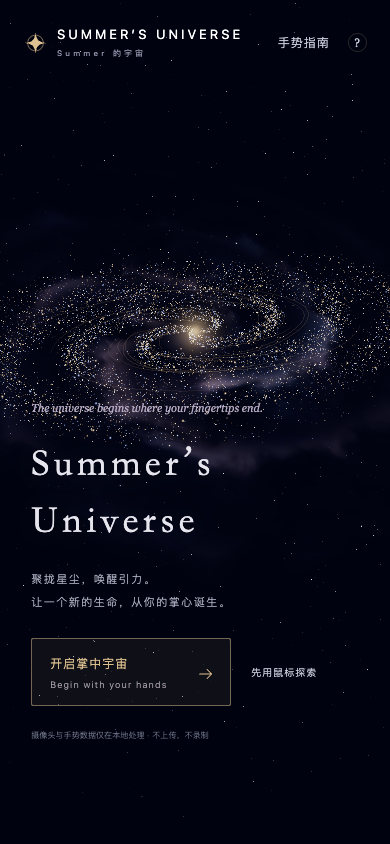 SUMMER’S UNIVERSE
Summer 的宇宙
手势指南
?
The universe begins where your fingertips end.
Summer’s
Universe
聚拢星尘，唤醒引力。
让一个新的生命，从你的掌心诞生。
开启掌中宇宙
Begin with your hands
→
先用鼠标探索
摄像头与手势数据仅在本地处理 · 不上传，不录制